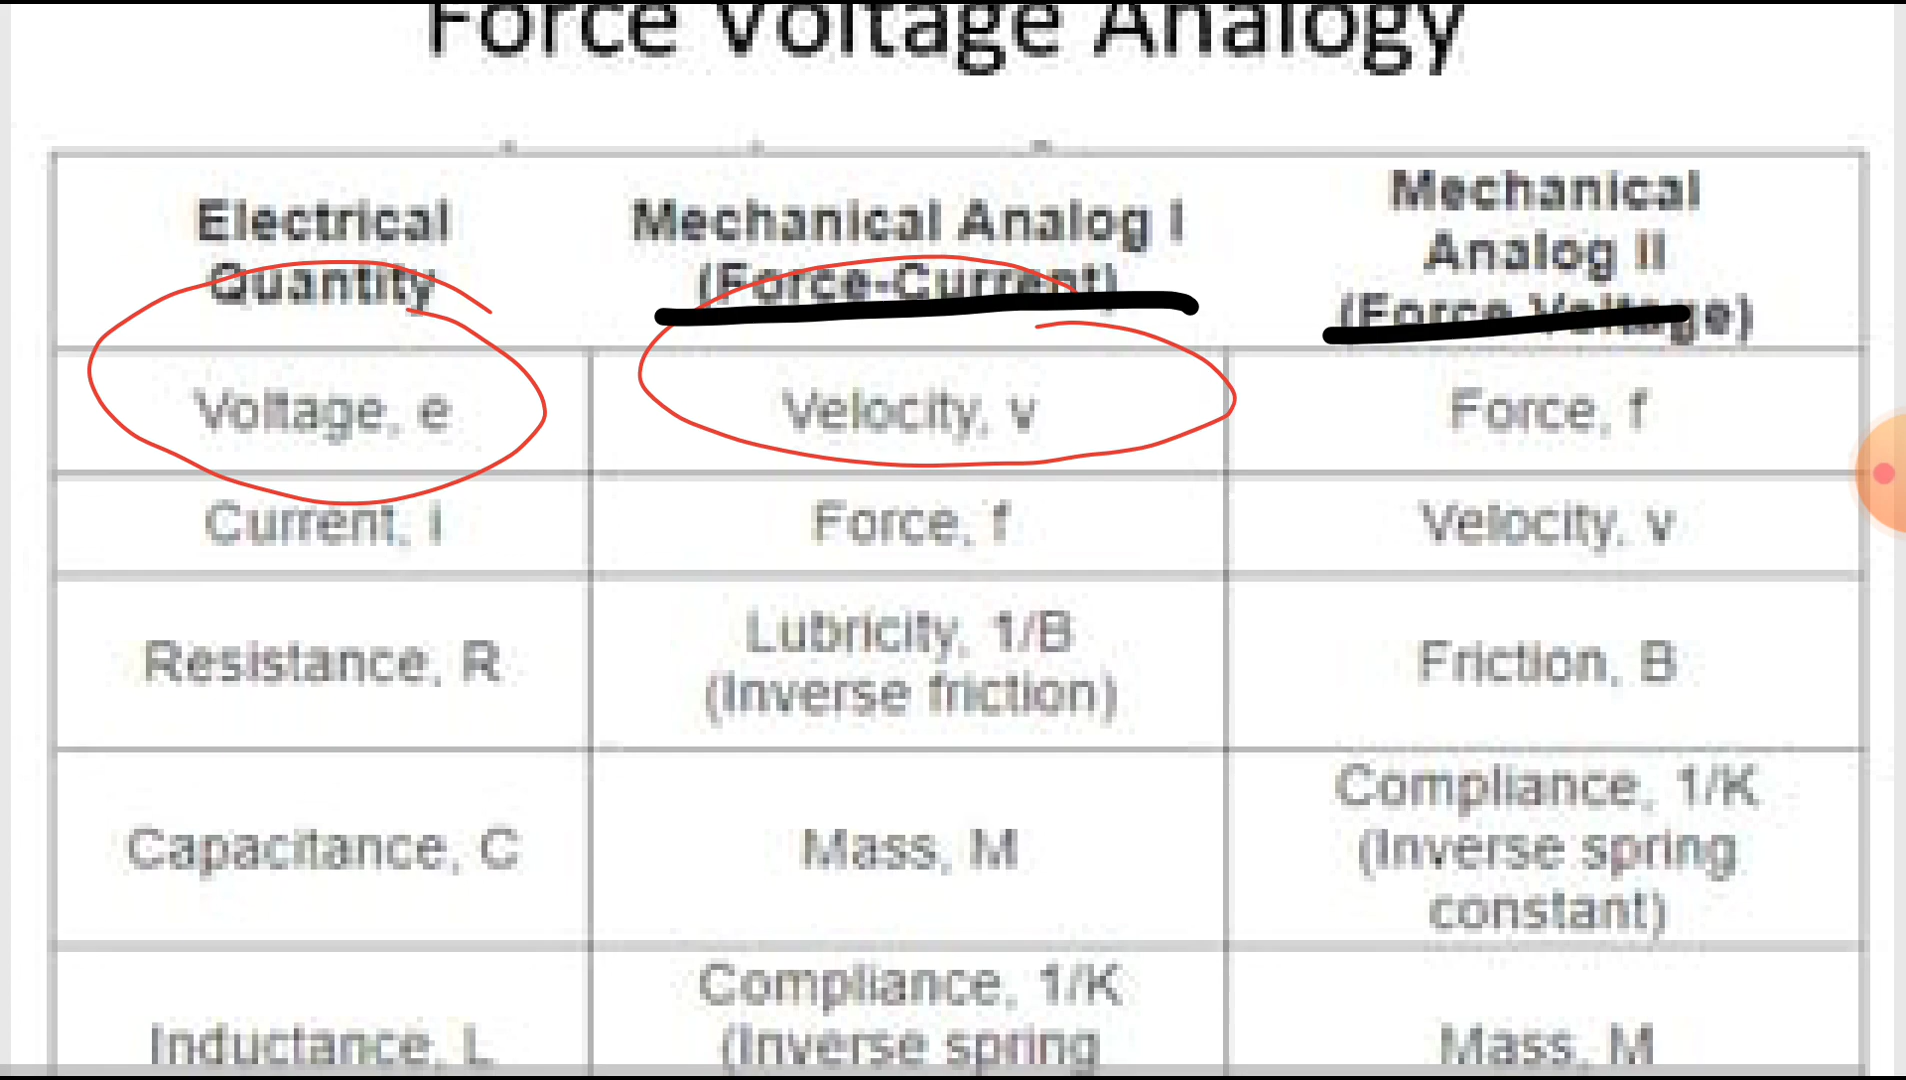 Force Voltage Analogy
Electrical
Quantity
Mechanical Analog I
(Force-Current)
Mechanical
Analog II
(Force Voltage)
Voltage, e
Velocity, v
Force, f
Current, i
Force, f
Velocity, v
Resistance, R
Lubricity, 1/B
(Inverse friction)
Friction, B
Capacitance, C
Mass, M
Compliance, 1/K
(Inverse spring
constant)
Inductance, L
Compliance, 1/K
(Inverse spring
Mass, M